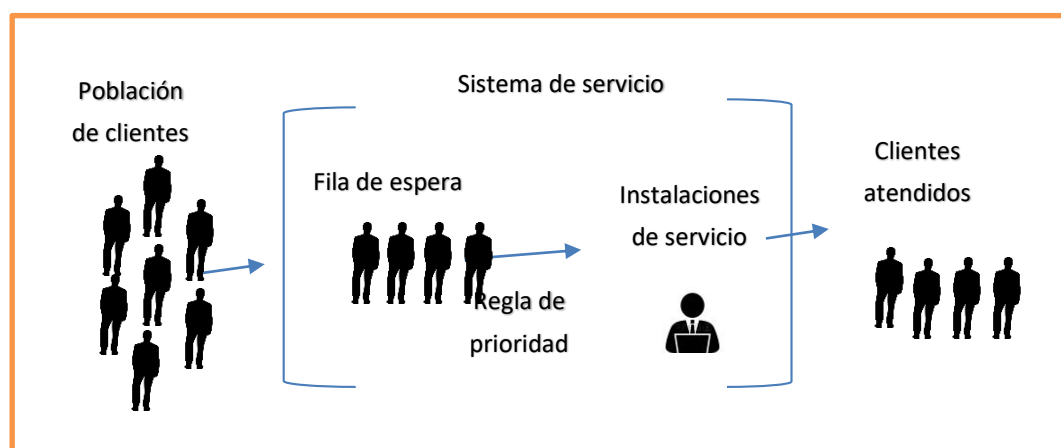 Sistema de servicio
Población
de clientes
Fila de espera
Regla de
prioridad
Instalaciones
de servicio
Clientes
atendidos